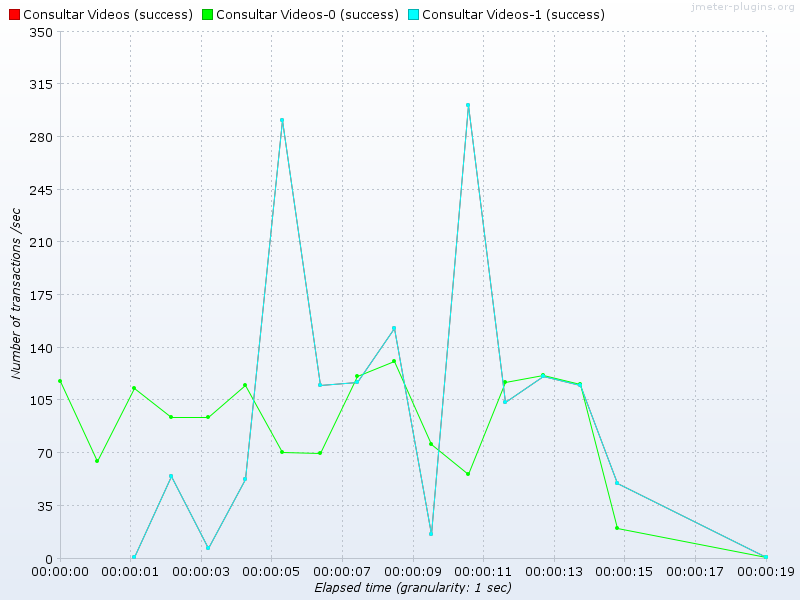 jmeter-plugins.org
Consultar Videos (success) Consultar Videos-0 (success) Consultar Videos-1 (success)
350
315
280
245
210
175
140
105
70
35
0
Number of transactions /sec
00:00:00 00:00:01 00:00:03 00:00:05 00:00:07 00:00:09 00:00:11 00:00:13 00:00:15 00:00:17 00:00:19
Elapsed time (granularity: 1 sec)